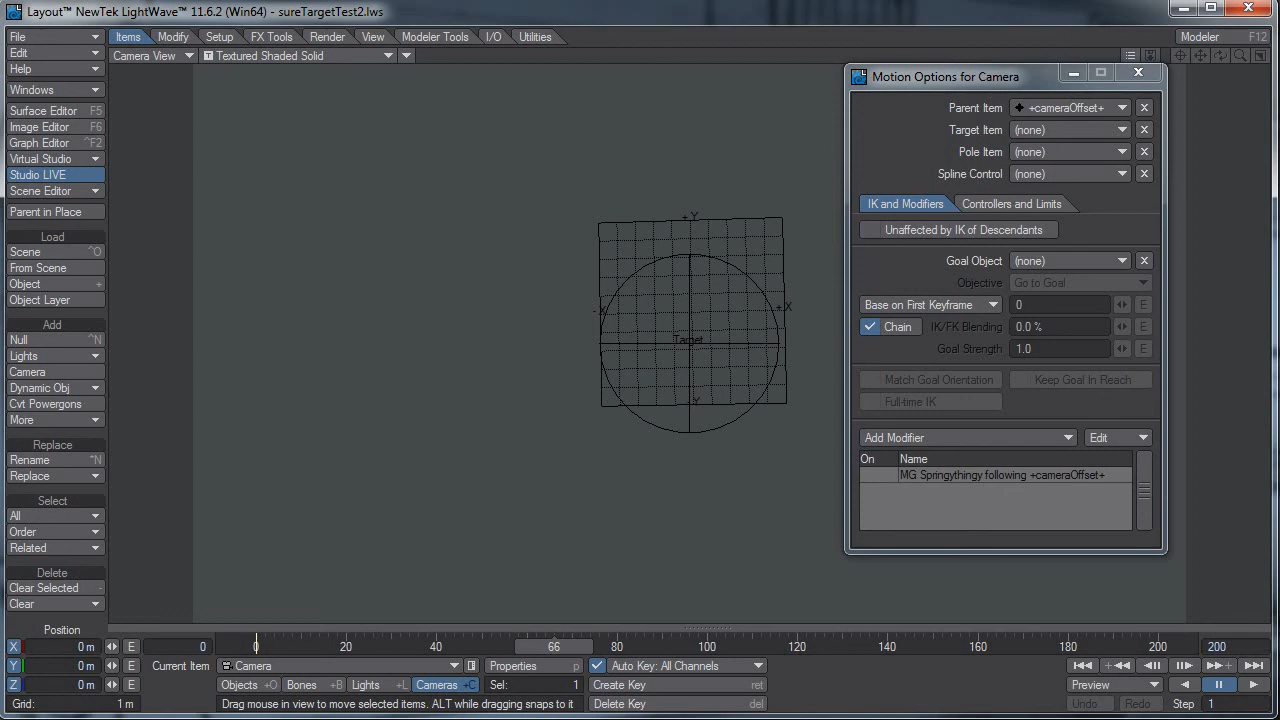 Layout™ NewTek LightWave™ 11.6.2 (Win64) - sureTargetTest2.lws
File
Items
Modify
Setup
FX Tools
Render
View
Modeler Tools
I/O
Utilities
Modeler F12
Edit
Camera View
Textured Shaded Solid
Help
Windows
Surface Editor F5
Image Editor F6
Graph Editor ^F2
Virtual Studio
Studio LIVE
Scene Editor
Parent in Place
Load
Scene ^O
From Scene
Object +
Object Layer
Add
Null ^N
Lights
Camera
Dynamic Obj
Cvt Powergons
More
Replace
Rename *N
Replace
Select
All
Order
Related
Delete
Clear Selected -
Clear
+Y
-X
+X
Target
-Y
Motion Options for Camera
Parent Item +cameraOffset+ X
Target Item (none) X
Pole Item (none) X
Spline Control (none) X
IK and Modifiers
Controllers and Limits
Unaffected by IK of Descendants
Goal Object (none) X
Objective Go to Goal
Base on First Keyframe 0 E
Chain IK/FK Blending 0.0 % E
Goal Strength 1.0 E
Match Goal Orientation
Keep Goal In Reach
Full-time IK
Add Modifier
Edit
On Name
MG Springythingy following +cameraOffset+
Position
X 0 m E
0
0 20 40 66 80 100 120 140 160 180 200
200
Y 0 m E
Current Item
Camera
Properties p
Auto Key: All Channels
Z 0 m E
Objects +O
Bones +B
Lights +L
Cameras +C
Sel: 1
Create Key ret
Preview
Grid: 1 m
Drag mouse in view to move selected items. ALT while dragging snaps to it
Delete Key del
Undo
Redo
Step 1